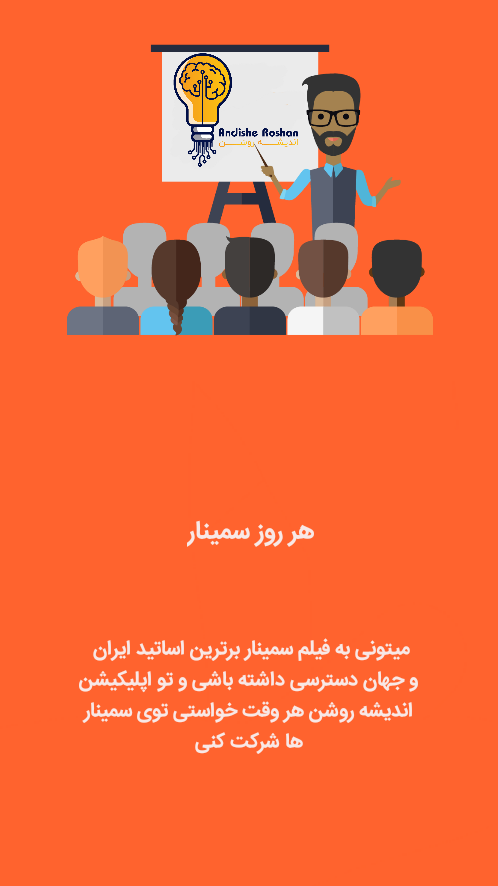 Andishe Roshan
اندیشه روشن
هر روز سمینار
میتونی به فیلم سمینار برترین اساتید ایران
و جهان دسترسی داشته باشی و تو اپلیکیشن
اندیشه روشن هر وقت خواستی توی سمینار
ها شرکت کنی